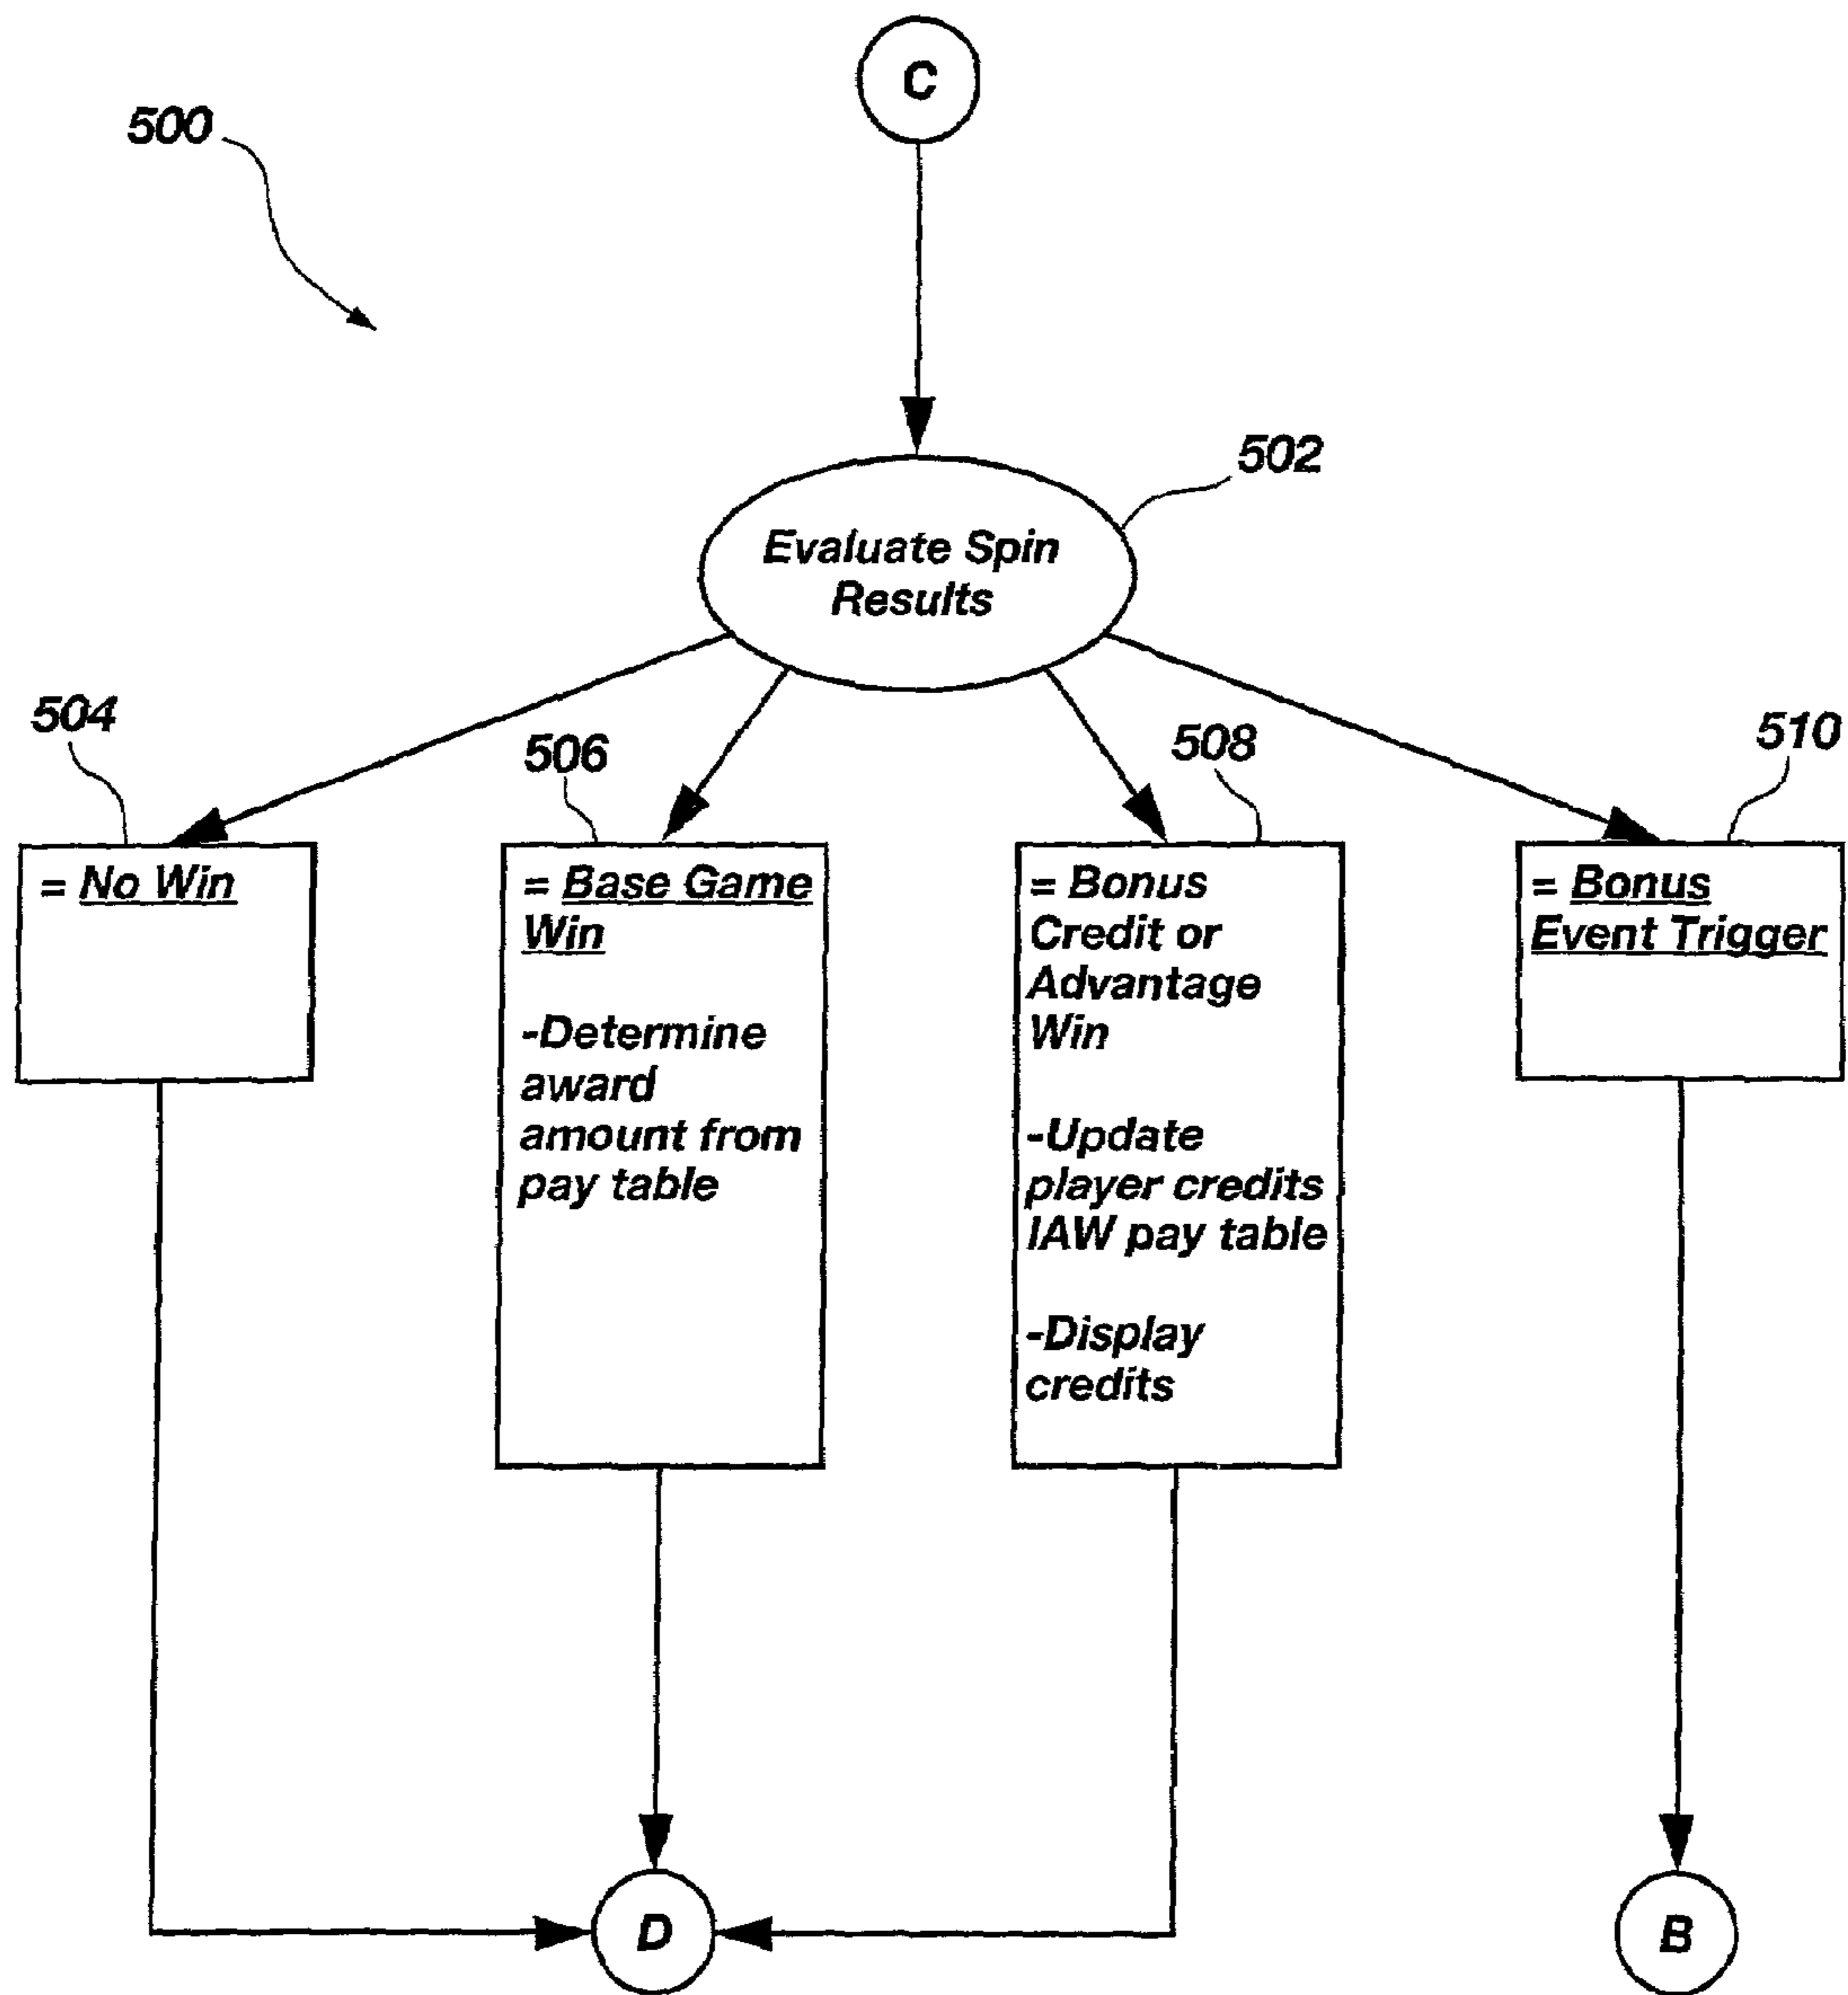 C
500
502
Evaluate Spin
Results
504
506
508
510
= No Win
= Base Game
Win
-Determine
award
amount from
pay table
= Bonus
Credit or
Advantage
Win
-Update
player credits
IAW pay table
-Display
credits
= Bonus
Event Trigger
D
B